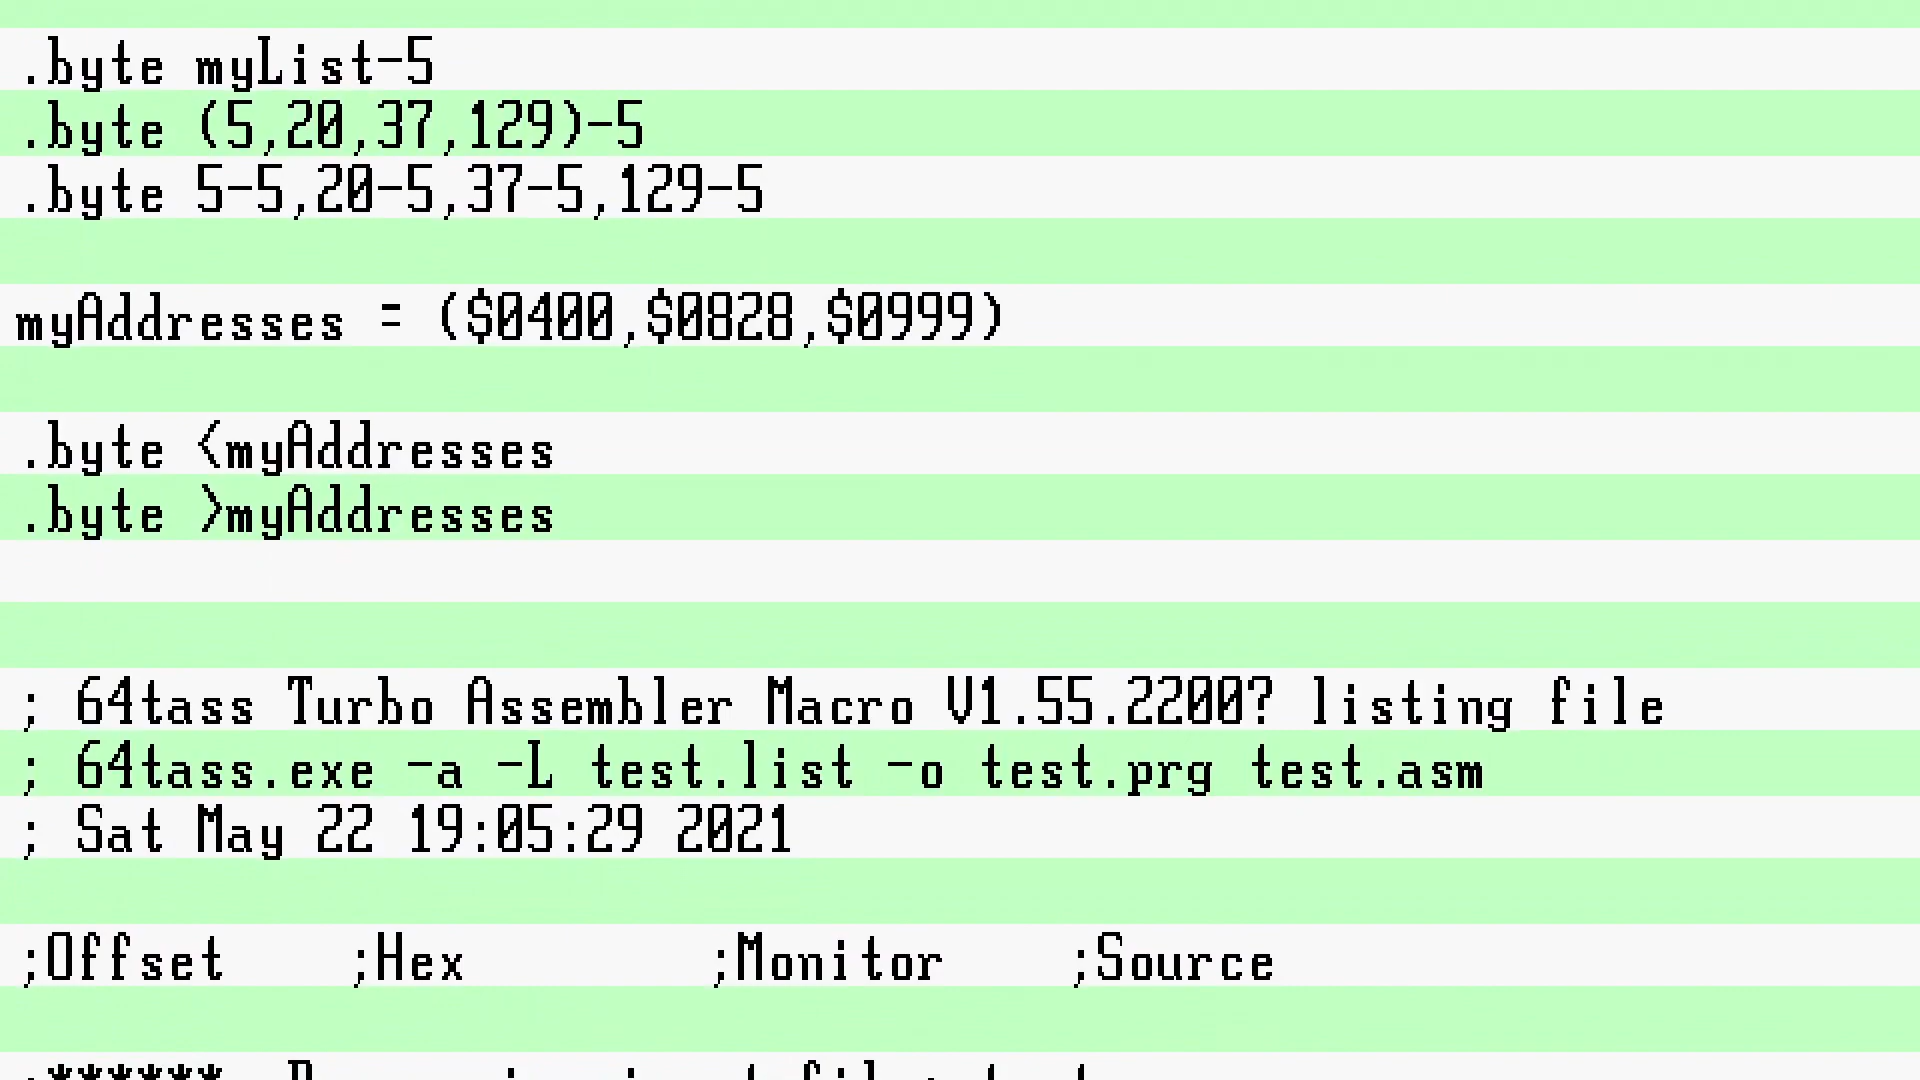 .byte myList-5
.byte (5,20,37,129)-5
.byte 5-5,20-5,37-5,129-5
myAddresses = ($0400,$0828,$0999)
.byte <myAddresses
.byte >myAddresses
; 64tass Turbo Assembler Macro V1.55.2200? listing file
; 64tass.exe -a -L test.list -o test.prg test.asm
; Sat May 22 19:05:29 2021
;Offset ;Hex ;Monitor ;Source